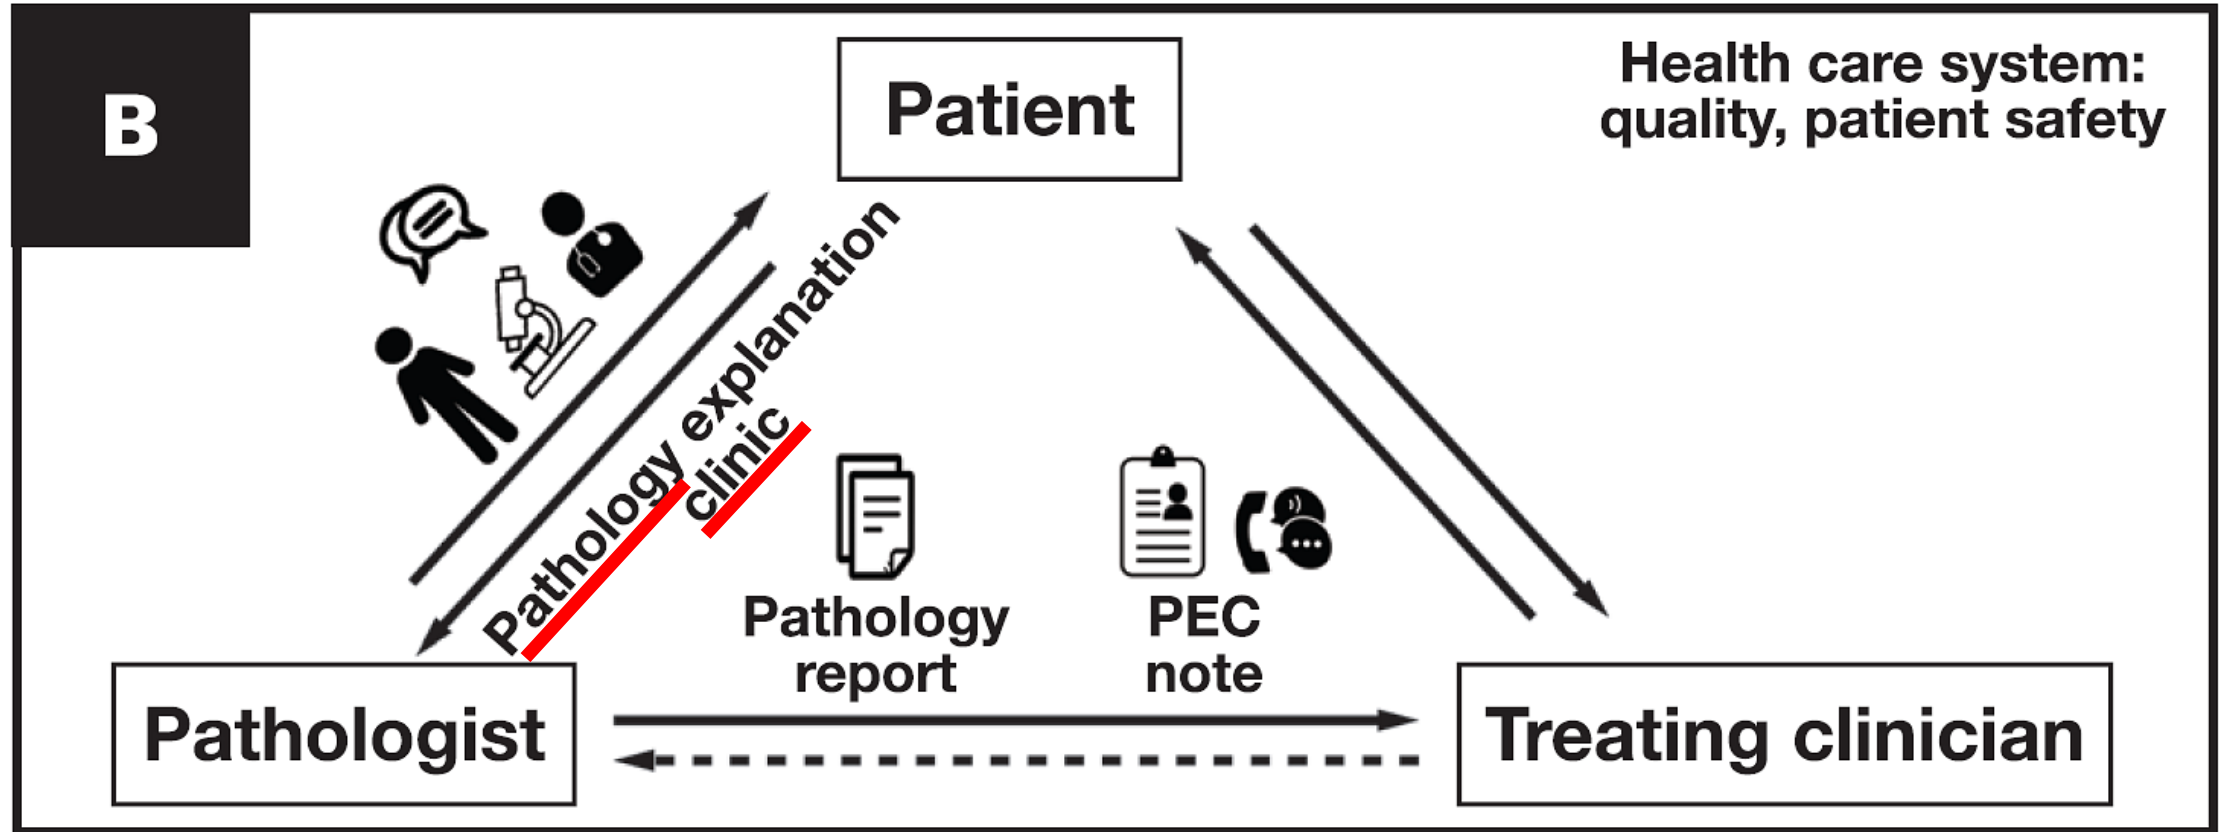 B
Patient
Health care system:
quality, patient safety
Pathology explanation
clinic
Pathology
report
PEC
note
Pathologist
Treating clinician